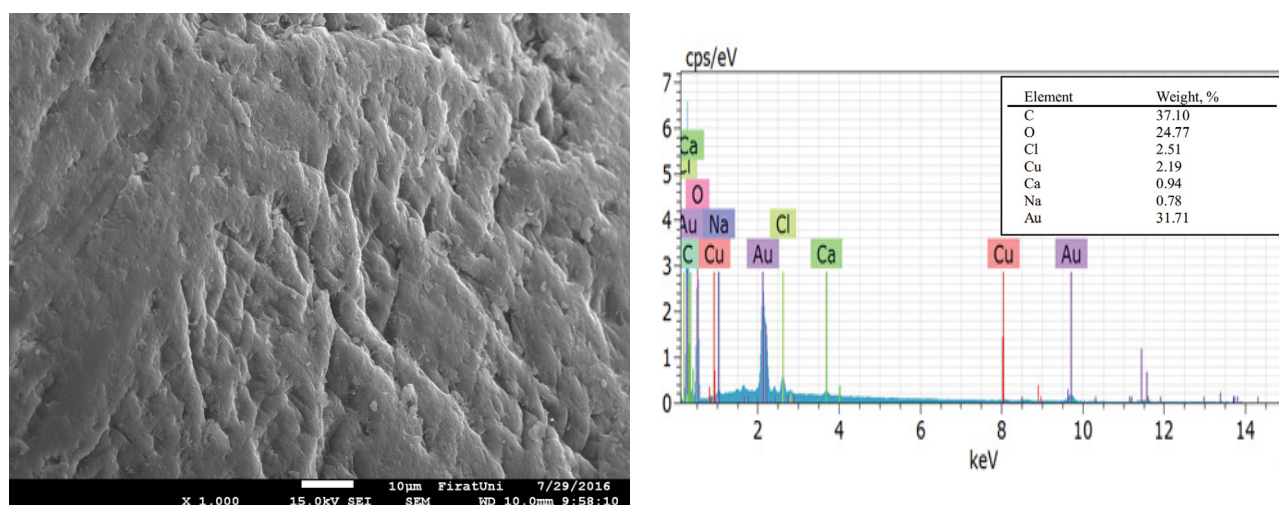 10µm FiratUni 7/29/2016
X 1,000 15.0kV SEI SEM WD 10.0mm 9:58:10
cps/eV
7
6
5
4
3
2
1
0
Element Weight, %
C 37.10
O 24.77
Cl 2.51
Cu 2.19
Ca 0.94
Na 0.78
Au 31.71
Ca
Cl
O
Au Na Cl
C Cu Au Ca Cu Au
2 4 6 8 10 12 14
keV